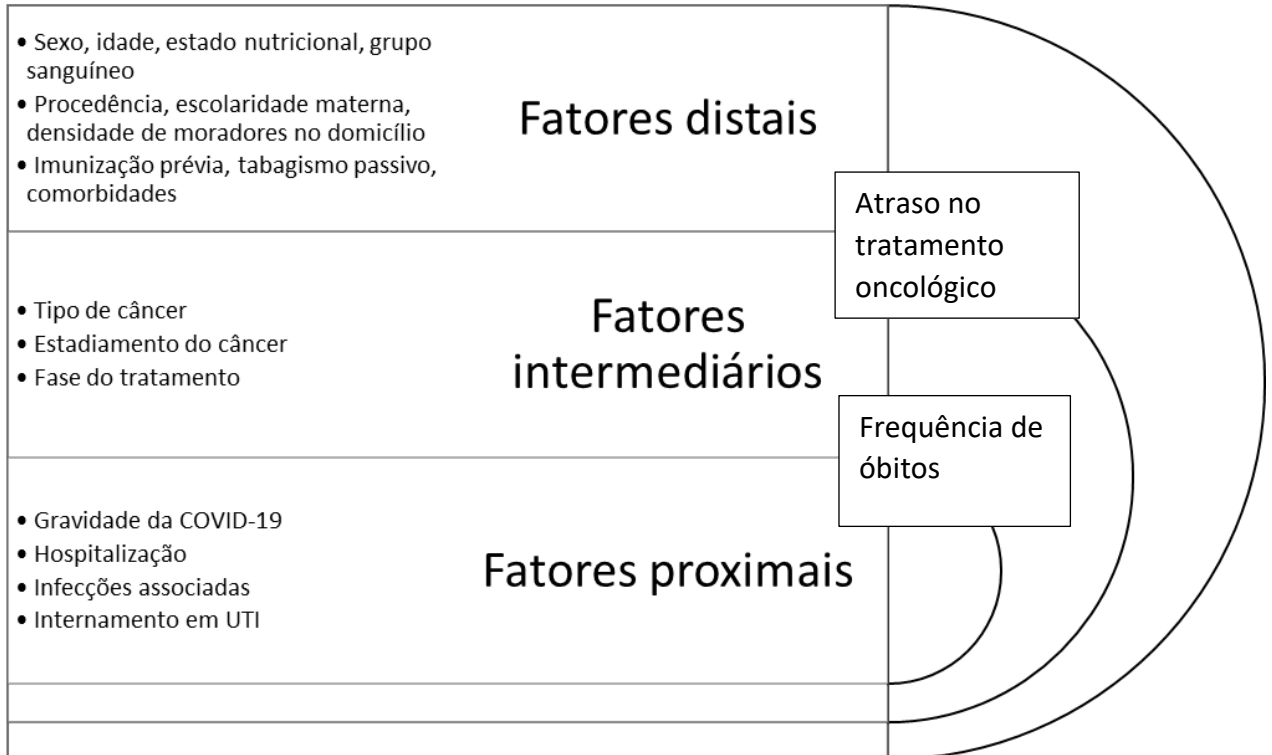 • Sexo, idade, estado nutricional, grupo
sanguíneo
• Procedência, escolaridade materna,
densidade de moradores no domicílio
• Imunização prévia, tabagismo passivo,
comorbidades
Fatores distais
Atraso no
tratamento
oncológico
• Tipo de câncer
• Estadiamento do câncer
• Fase do tratamento
Fatores
intermediários
Frequência de
óbitos
• Gravidade da COVID-19
• Hospitalização
• Infecções associadas
• Internamento em UTI
Fatores proximais